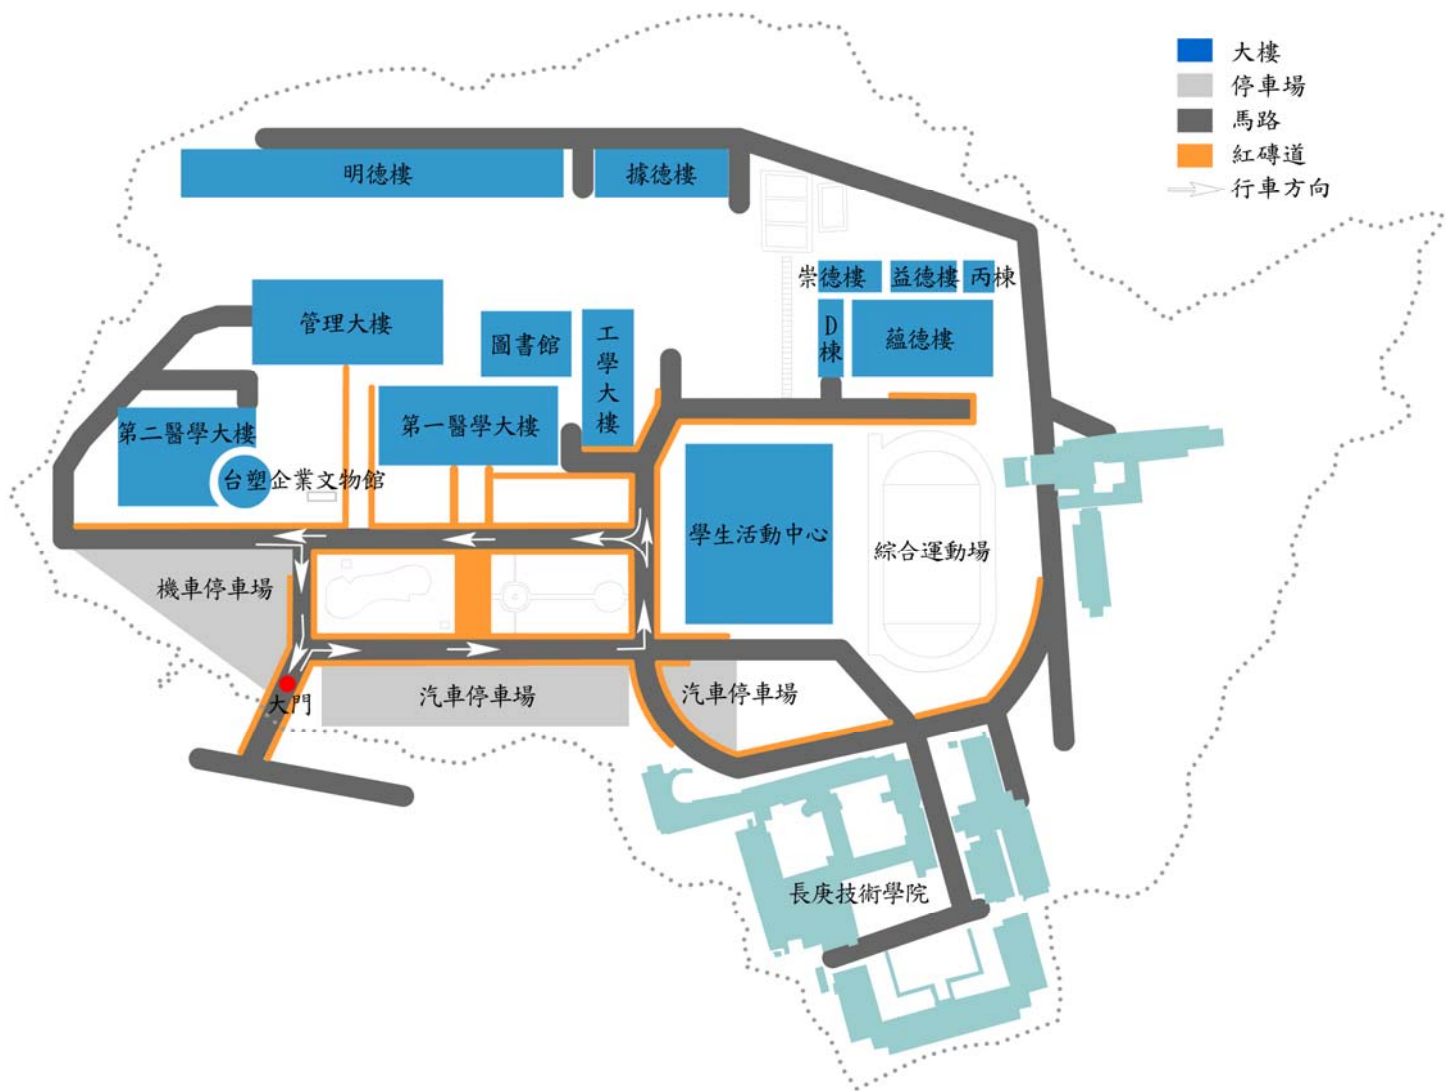 大樓
停車場
馬路
紅磚道
行車方向
明德樓
據德樓
崇德樓
益德樓
丙棟
管理大樓
圖書館
工學大樓
D棟
蘊德樓
第一醫學大樓
第二醫學大樓
台塑企業文物館
學生活動中心
綜合運動場
機車停車場
大門
汽車停車場
汽車停車場
長庚技術學院